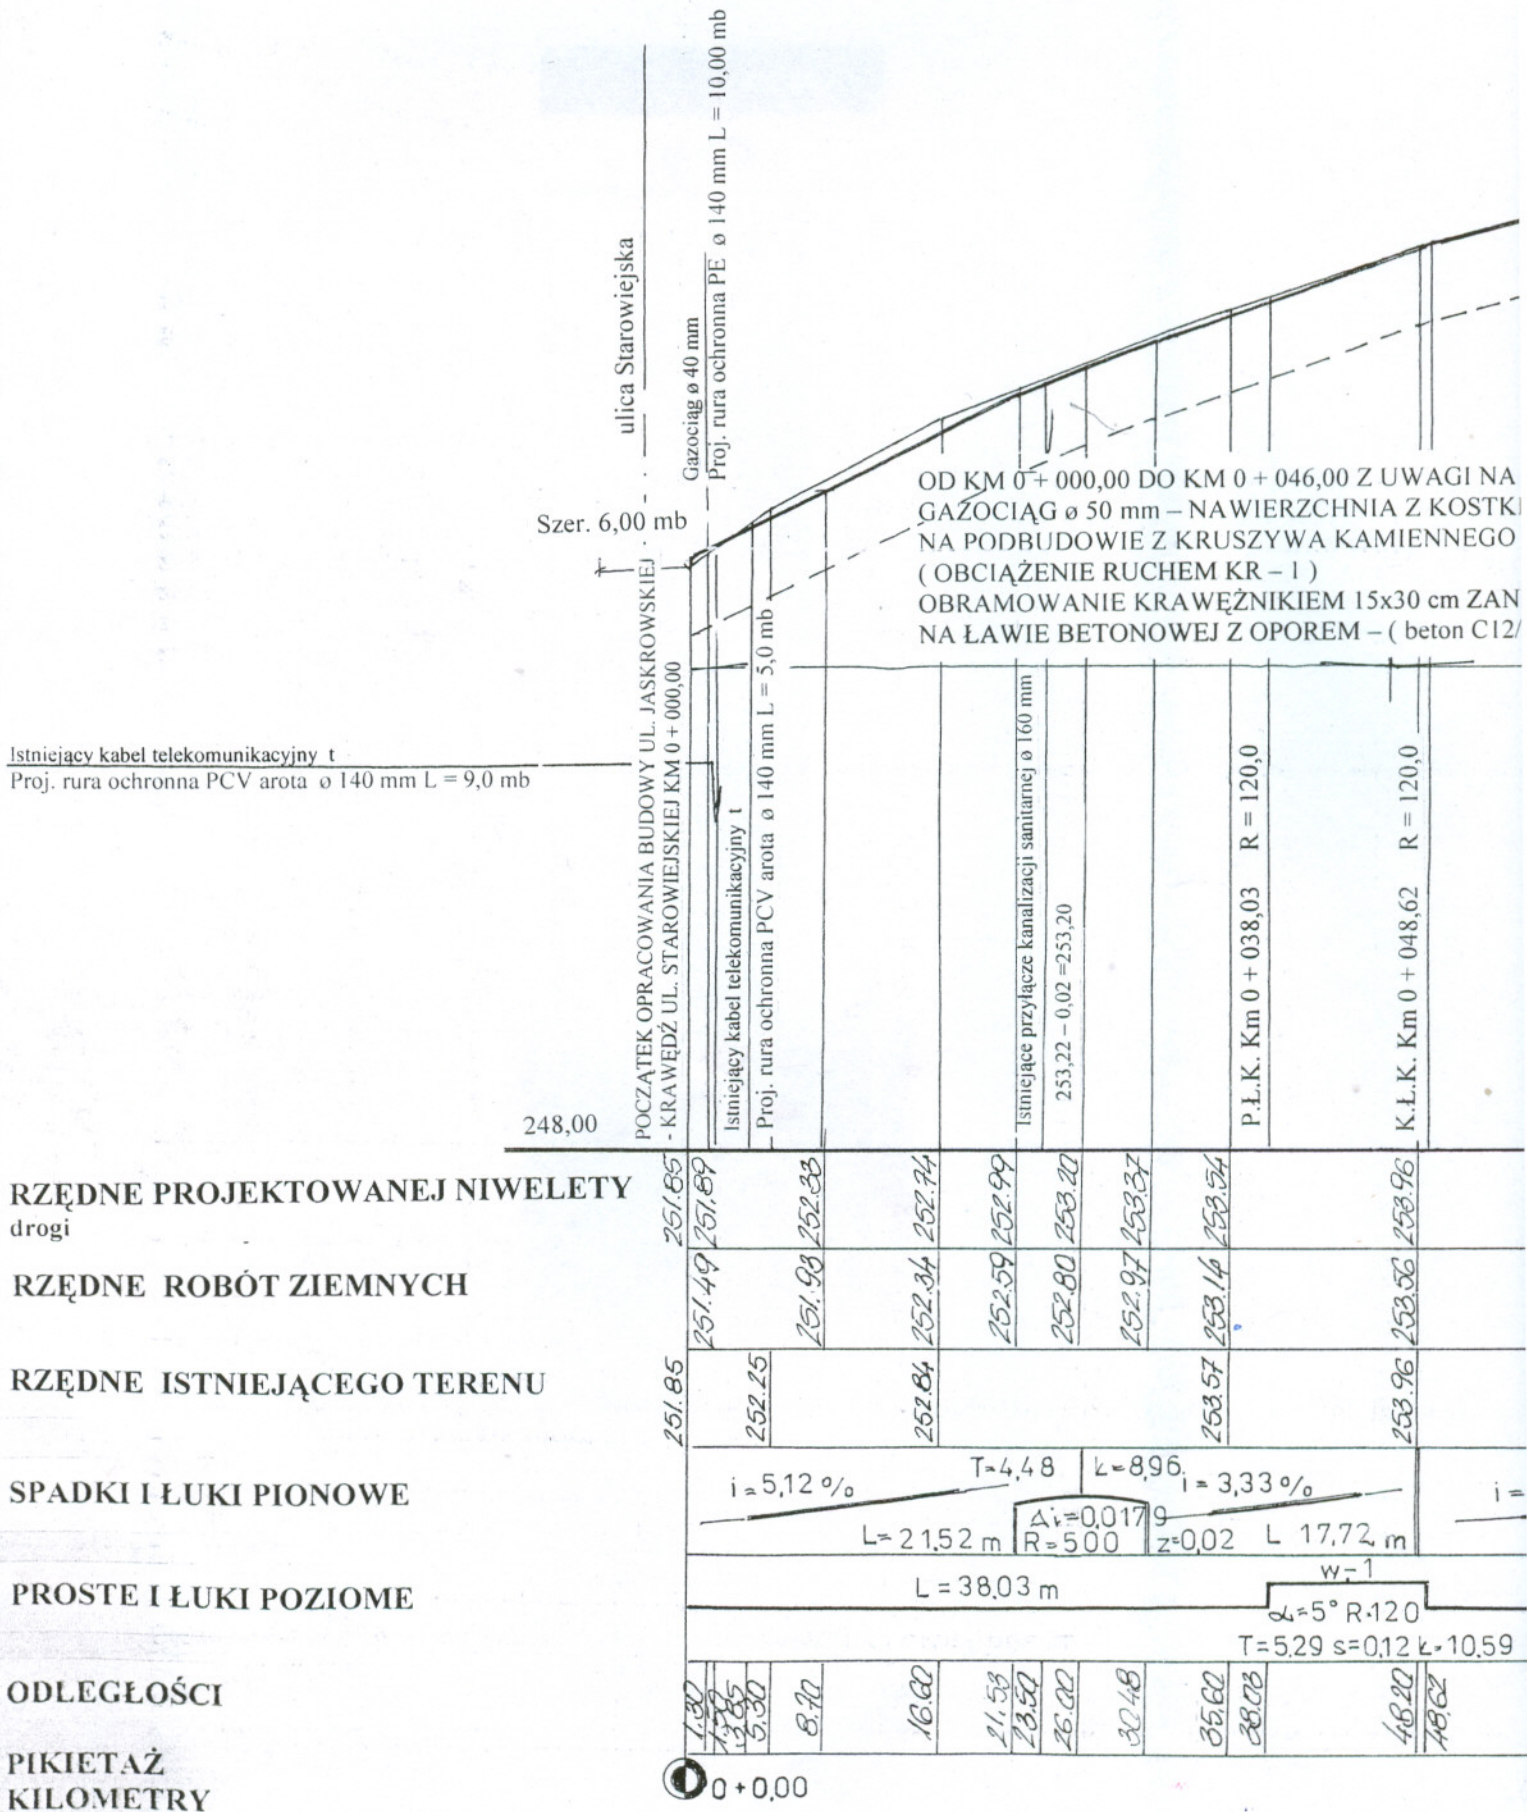 ulica Starowiejska
Gazociąg ø 40 mm
Proj. rura ochronna PE ø 140 mm L = 10,00 mb
Szer. 6,00 mb
OD KM 0 + 000,00 DO KM 0 + 046,00 Z UWAGI NA
GAZOCIĄG ø 50 mm – NAWIERZCHNIA Z KOSTK
NA PODBUDOWIE Z KRUSZYWA KAMIENNEGO
( OBCIĄŻENIE RUCHEM KR – 1 )
OBRAMOWANIE KRAWĘŻNIKIEM 15x30 cm ZAN
NA ŁAWIE BETONOWEJ Z OPOREM – ( beton C12/
Istniejący kabel telekomunikacyjny t
Proj. rura ochronna PCV arota ø 140 mm L = 9,0 mb
POCZĄTEK OPRACOWANIA BUDOWY UL. JASKROWSKIEJ
- KRAWĘDŹ UL. STAROWIEJSKIEJ KM 0 + 000,00
Istniejący kabel telekomunikacyjny t
Proj. rura ochronna PCV arota ø 140 mm L = 5,0 mb
Istniejące przyłącze kanalizacji sanitarnej ø 160 mm
253,22 – 0,02 =253,20
P.Ł.K. Km 0 + 038,03 R = 120,0
K.Ł.K. Km 0 + 048,62 R = 120,0
248,00
RZĘDNE PROJEKTOWANEJ NIWELETY
drogi
251.85 251.89 252.33 252.74 252.99 253.20 253.37 253.54 253.96
RZĘDNE ROBÓT ZIEMNYCH
251.49 251.93 252.34 252.59 252.80 252.97 253.14 253.56
RZĘDNE ISTNIEJĄCEGO TERENU
251.85 252.25 252.84 253.57 253.96
SPADKI I ŁUKI PIONOWE
i=5,12 % T=4,48 Ł=8,96 i=3,33 % i=
L=21,52 m Δi=0,0179 R=500 z=0,02 L 17,72 m
PROSTE I ŁUKI POZIOME
L=38,03 m w-1
α=5° R.120
T=5,29 s=0,12 Ł=10.59
ODLEGŁOŚCI
1.30 3.85 5.30 8.70 16.60 21.53 23.50 26.00 30.48 35.60 38.03 48.20 48.62
PIKIETAŻ
KILOMETRY
0+0,00